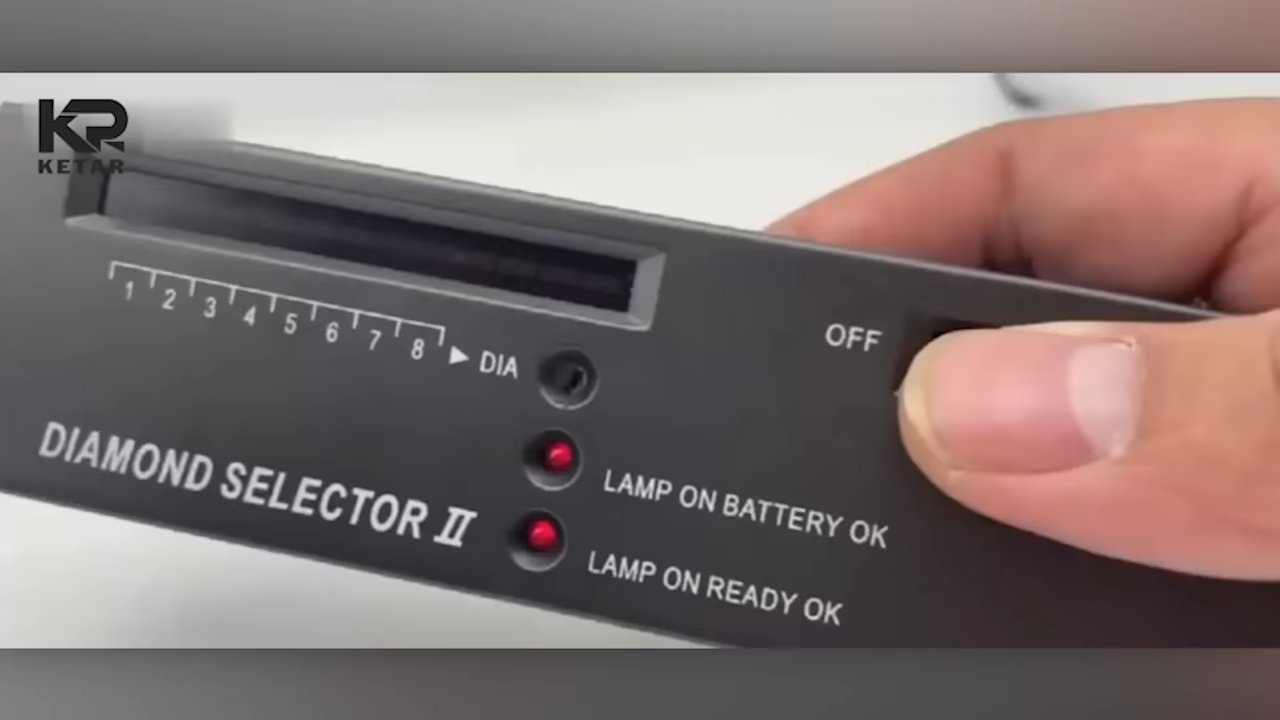 KR
KETAR
OFF
1 2 3 4 5 6 7 8 ▶ DIA
LAMP ON BATTERY OK
DIAMOND SELECTOR II
LAMP ON READY OK